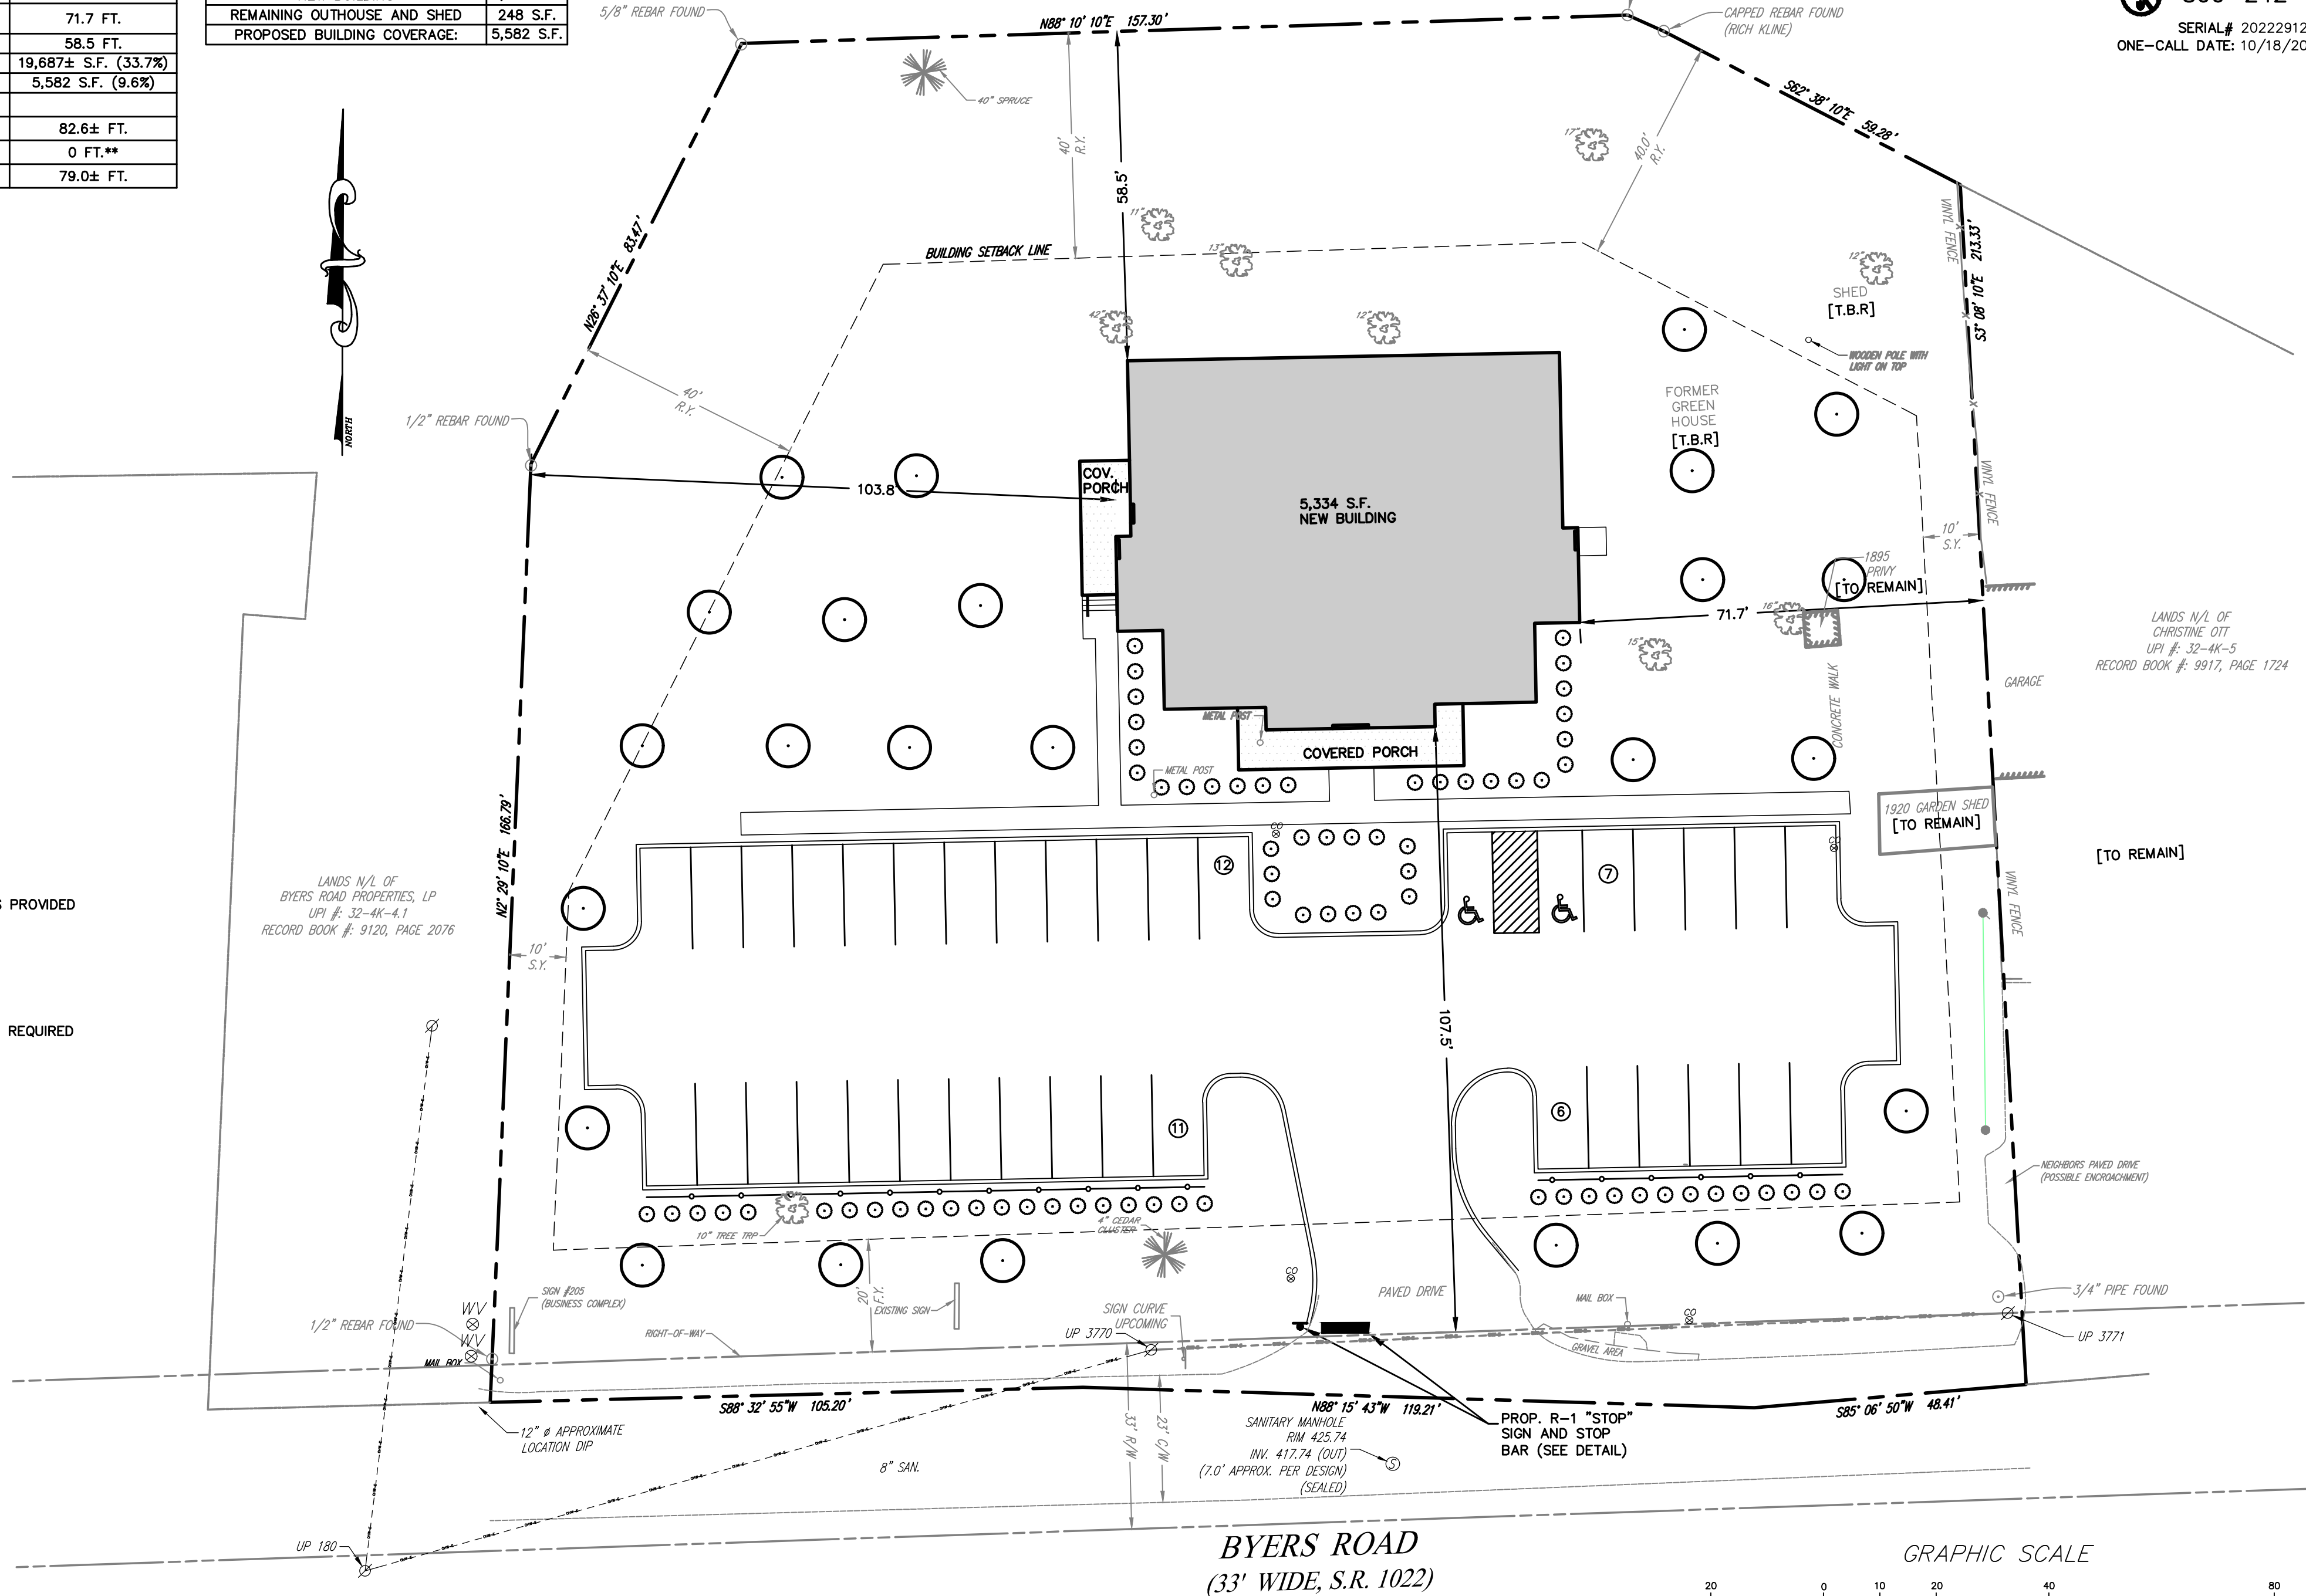 71.7 FT.
58.5 FT.
19,687± S.F. (33.7%)
5,582 S.F. (9.6%)
82.6± FT.
0 FT.**
79.0± FT.
REMAINING OUTHOUSE AND SHED 248 S.F.
PROPOSED BUILDING COVERAGE: 5,582 S.F.
5/8" REBAR FOUND
N88° 10' 10"E 157.30'
CAPPED REBAR FOUND
(RICH KLINE)
SERIAL# 20222912
ONE-CALL DATE: 10/18/20
40" SPRUCE
40'
R.Y.
58.5'
17"
40.0'
R.Y.
S62° 38' 10"E 59.28'
11"
13"
BUILDING SETBACK LINE
N26° 37' 10"E 83.47'
VINYL FENCE
S3° 08' 10"E 213.33'
12"
SHED
[T.B.R]
42"
12"
WOODEN POLE WITH
LIGHT ON TOP
NORTH
40'
R.Y.
1/2" REBAR FOUND
FORMER
GREEN
HOUSE
[T.B.R]
COV.
PORCH
103.8'
5,334 S.F.
NEW BUILDING
VINYL FENCE
10'
S.Y.
1895
PRIVY
[TO REMAIN]
16"
71.7'
15"
LANDS N/L OF
CHRISTINE OTT
UPI #: 32-4K-5
RECORD BOOK #: 9917, PAGE 1724
GARAGE
CONCRETE WALK
METAL POST
COVERED PORCH
METAL POST
N2° 29' 10"E 166.79'
1920 GARDEN SHED
[TO REMAIN]
CO
CO
[TO REMAIN]
12
7
LANDS N/L OF
BYERS ROAD PROPERTIES, LP
UPI #: 32-4K-4.1
RECORD BOOK #: 9120, PAGE 2076
S PROVIDED
VINYL FENCE
10'
S.Y.
107.5'
REQUIRED
11
6
NEIGHBORS PAVED DRIVE
(POSSIBLE ENCROACHMENT)
10" TREE TRP
4" CEDAR
CLUSTER
CO
20'
F.Y.
SIGN #205
(BUSINESS COMPLEX)
EXISTING SIGN
SIGN CURVE
UPCOMING
PAVED DRIVE
MAIL BOX
CO
3/4" PIPE FOUND
WV
1/2" REBAR FOUND
WV
RIGHT-OF-WAY
UP 3770
UP 3771
MAIL BOX
GRAVEL AREA
S88° 32' 55"W 105.20'
N88° 15' 43"W 119.21'
S85° 06' 50"W 48.41'
12" Ø APPROXIMATE
LOCATION DIP
33' R/W
23' C/W
SANITARY MANHOLE
RIM 425.74
INV. 417.74 (OUT)
(7.0' APPROX. PER DESIGN)
(SEALED)
S
PROP. R-1 "STOP"
SIGN AND STOP
BAR (SEE DETAIL)
8" SAN.
UP 180
BYERS ROAD
(33' WIDE, S.R. 1022)
GRAPHIC SCALE
20 0 10 20 40 80